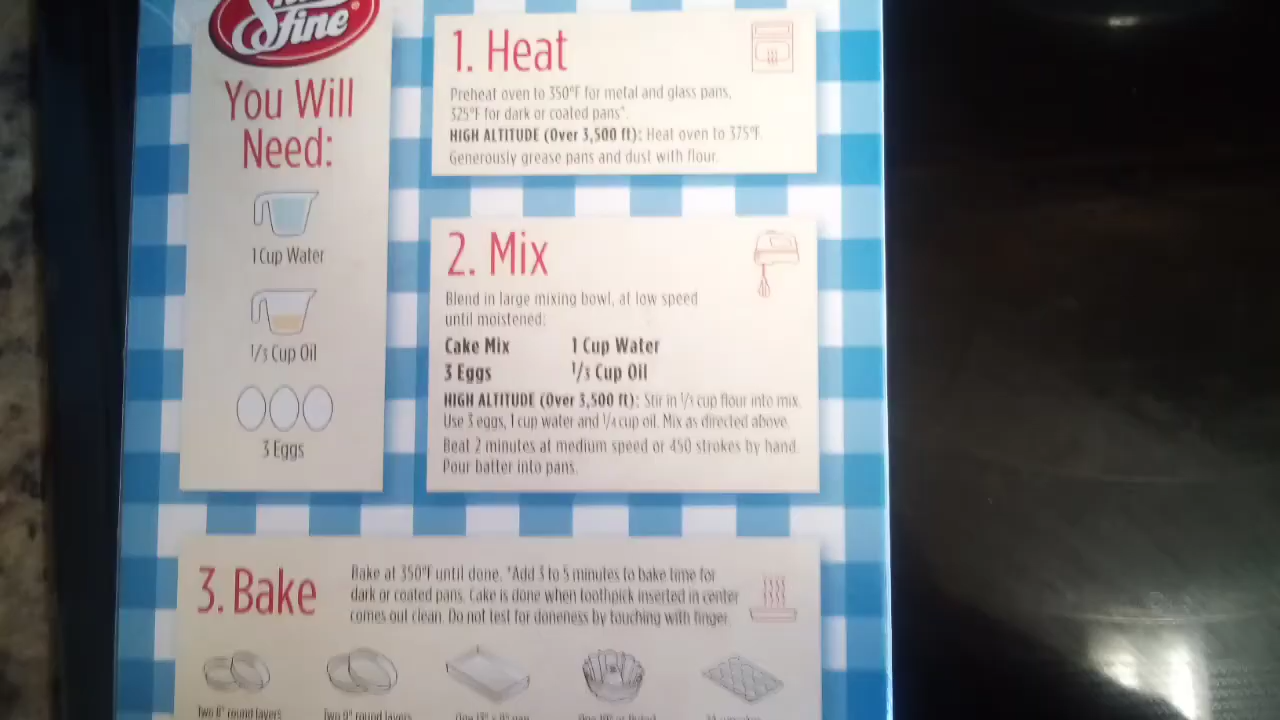 fine®
You Will
Need:
1 Cup Water
1/3 Cup Oil
3 Eggs
1. Heat
Preheat oven to 350°F for metal and glass pans,
325°F for dark or coated pans*.
HIGH ALTITUDE (Over 3,500 ft): Heat oven to 375°F.
Generously grease pans and dust with flour.
2. Mix
Blend in large mixing bowl, at low speed
until moistened:
Cake Mix 1 Cup Water
3 Eggs 1/3 Cup Oil
HIGH ALTITUDE (Over 3,500 ft): Stir in 1/3 cup flour into mix.
Use 3 eggs, 1 cup water and 1/4 cup oil. Mix as directed above.
Beat 2 minutes at medium speed or 450 strokes by hand.
Pour batter into pans.
3. Bake
Bake at 350°F until done. *Add 3 to 5 minutes to bake time for
dark or coated pans. Cake is done when toothpick inserted in center
comes out clean. Do not test for doneness by touching with finger.
Two 8" round layers
Two 9" round layers